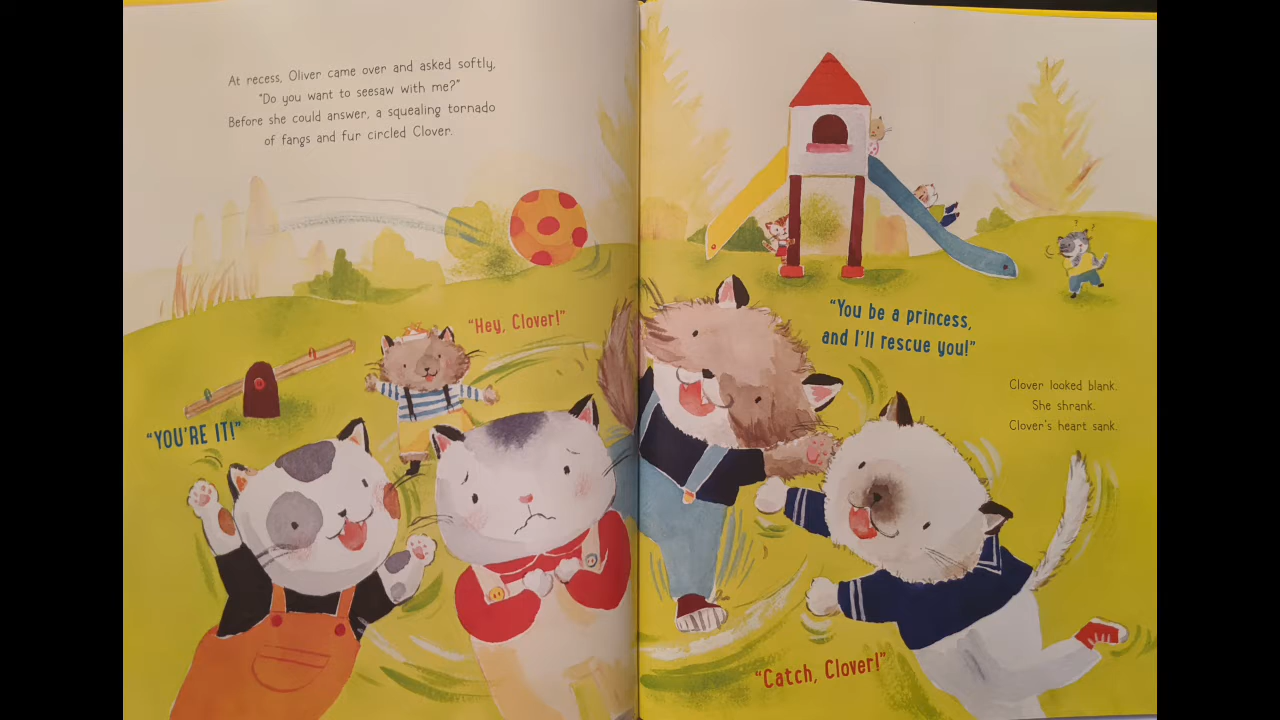 At recess, Oliver came over and asked softly,
"Do you want to seesaw with me?"
Before she could answer, a squealing tornado
of fangs and fur circled Clover.
"Hey, Clover!"
"YOU'RE IT!"
"You be a princess,
and I'll rescue you!"
Clover looked blank.
She shrank.
Clover's heart sank.
"Catch, Clover!"